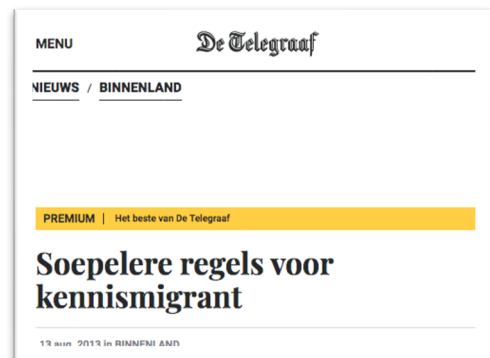 MENU De Telegraaf
NIEUWS / BINNENLAND
PREMIUM | Het beste van De Telegraaf
Soepelere regels voor
kennismigrant
13 aug. 2013 in BINNENLAND